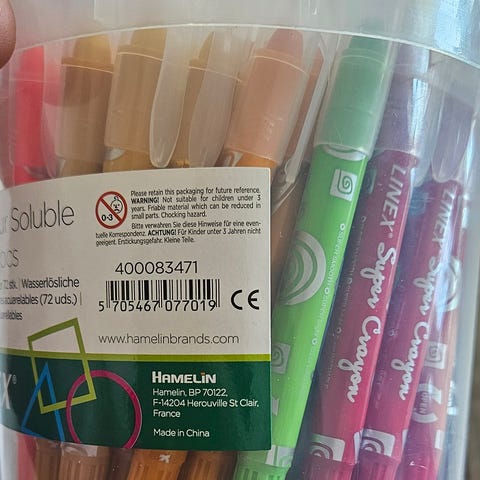 Please retain this packaging for future reference.
WARNING! Not suitable for children under 3
years. Friable material which can be reduced in
small parts. Chocking hazard.
Bitte verwahren Sie diese Hinweise für eine even-
tuelle Korrespondenz. ACHTUNG! Für Kinder unter 3 Jahren nicht
geeignet. Erstickungsgefahr. Kleine Teile.
0-3
Soluble
400083471
72 stk. | Wasserlösliche
(72 uds.) |
5 705467 077019
CE
www.hamelinbrands.com
HAMELIN
Hamelin, BP 70122,
F-14204 Herouville St Clair,
France
Made in China
LINEX Super Crayon
LINEX Super Crayon